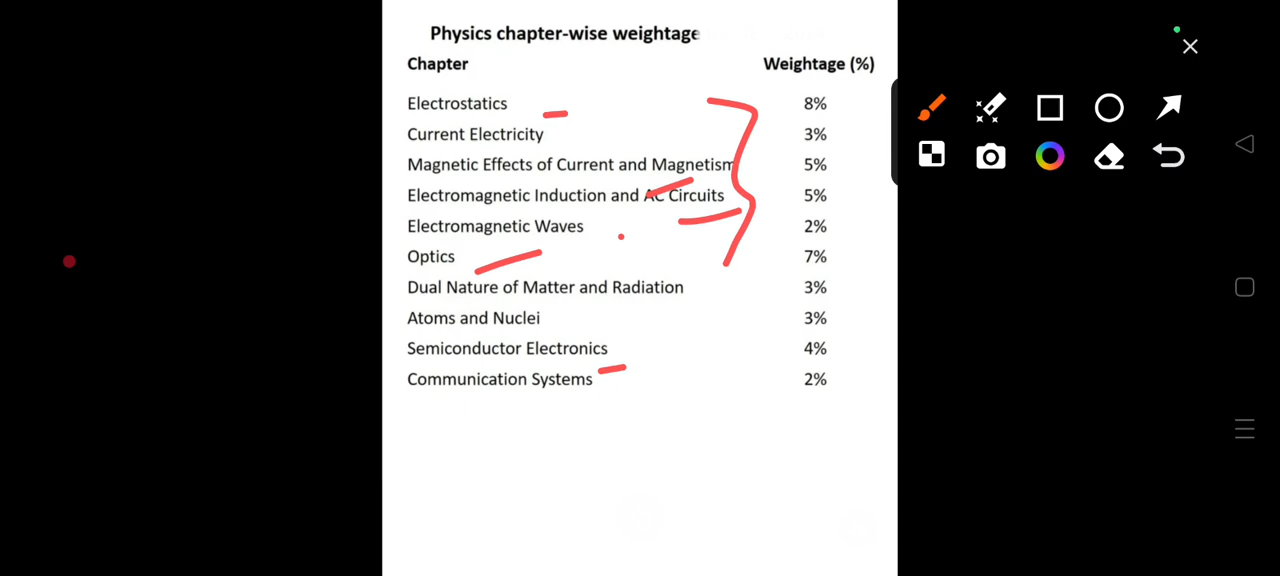 Physics chapter-wise weightage
Chapter Weightage (%)
Electrostatics 8%
Current Electricity 3%
Magnetic Effects of Current and Magnetism 5%
Electromagnetic Induction and AC Circuits 5%
Electromagnetic Waves 2%
Optics 7%
Dual Nature of Matter and Radiation 3%
Atoms and Nuclei 3%
Semiconductor Electronics 4%
Communication Systems 2%